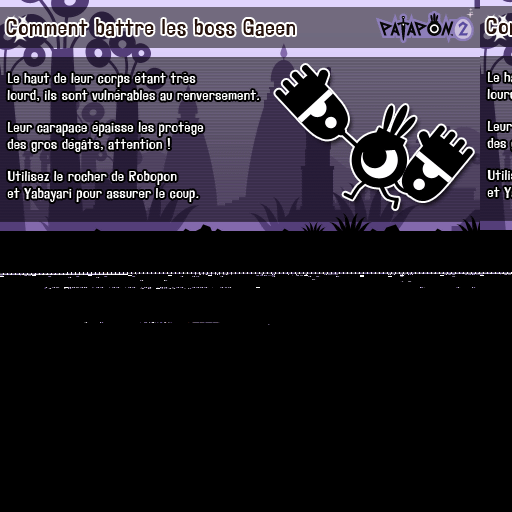 Comment battre les boss Gaeen
PATAPON 2
Le haut de leur corps étant très
lourd, ils sont vulnérables au renversement.
Leur carapace épaisse les protège
des gros dégâts, attention !
Utilisez le rocher de Robopon
et Yabayari pour assurer le coup.